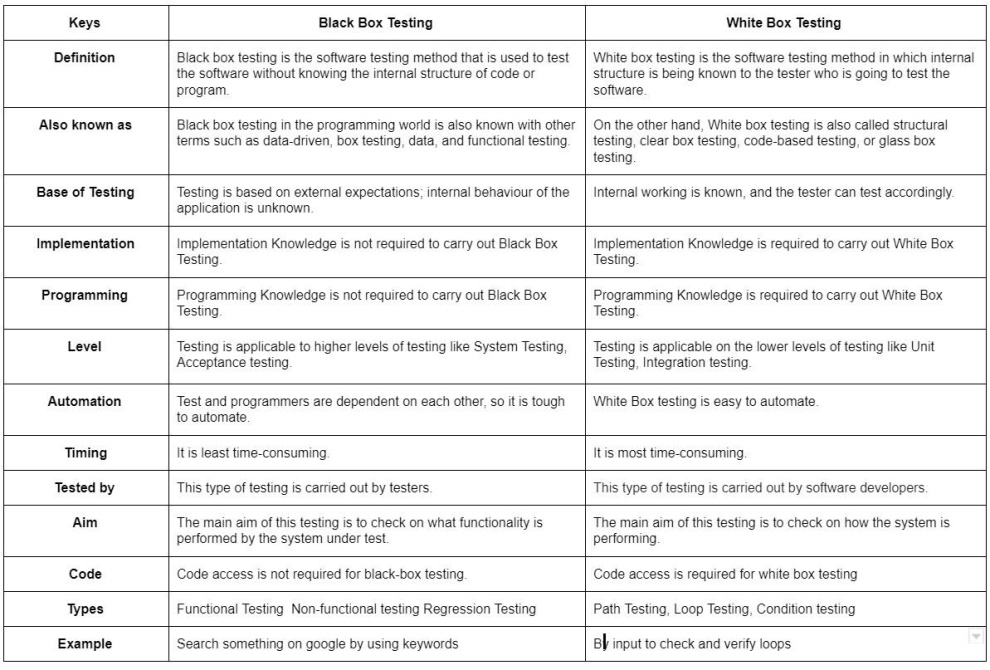 Keys
Black Box Testing
White Box Testing
Definition
Black box testing is the software testing method that is used to test
the software without knowing the internal structure of code or
program.
White box testing is the software testing method in which internal
structure is being known to the tester who is going to test the
software.
Also known as
Black box testing in the programming world is also known with other
terms such as data-driven, box testing, data, and functional testing.
On the other hand, White box testing is also called structural
testing, clear box testing, code-based testing, or glass box
testing.
Base of Testing
Testing is based on external expectations; internal behaviour of the
application is unknown.
Internal working is known, and the tester can test accordingly.
Implementation
Implementation Knowledge is not required to carry out Black Box
Testing.
Implementation Knowledge is required to carry out White Box
Testing.
Programming
Programming Knowledge is not required to carry out Black Box
Testing.
Programming Knowledge is required to carry out White Box
Testing.
Level
Testing is applicable to higher levels of testing like System Testing,
Acceptance testing.
Testing is applicable on the lower levels of testing like Unit
Testing, Integration testing.
Automation
Test and programmers are dependent on each other, so it is tough
to automate.
White Box testing is easy to automate.
Timing
It is least time-consuming.
It is most time-consuming.
Tested by
This type of testing is carried out by testers.
This type of testing is carried out by software developers.
Aim
The main aim of this testing is to check on what functionality is
performed by the system under test.
The main aim of this testing is to check on how the system is
performing.
Code
Code access is not required for black-box testing.
Code access is required for white box testing
Types
Functional Testing  Non-functional testing Regression Testing
Path Testing, Loop Testing, Condition testing
Example
Search something on google by using keywords
By input to check and verify loops